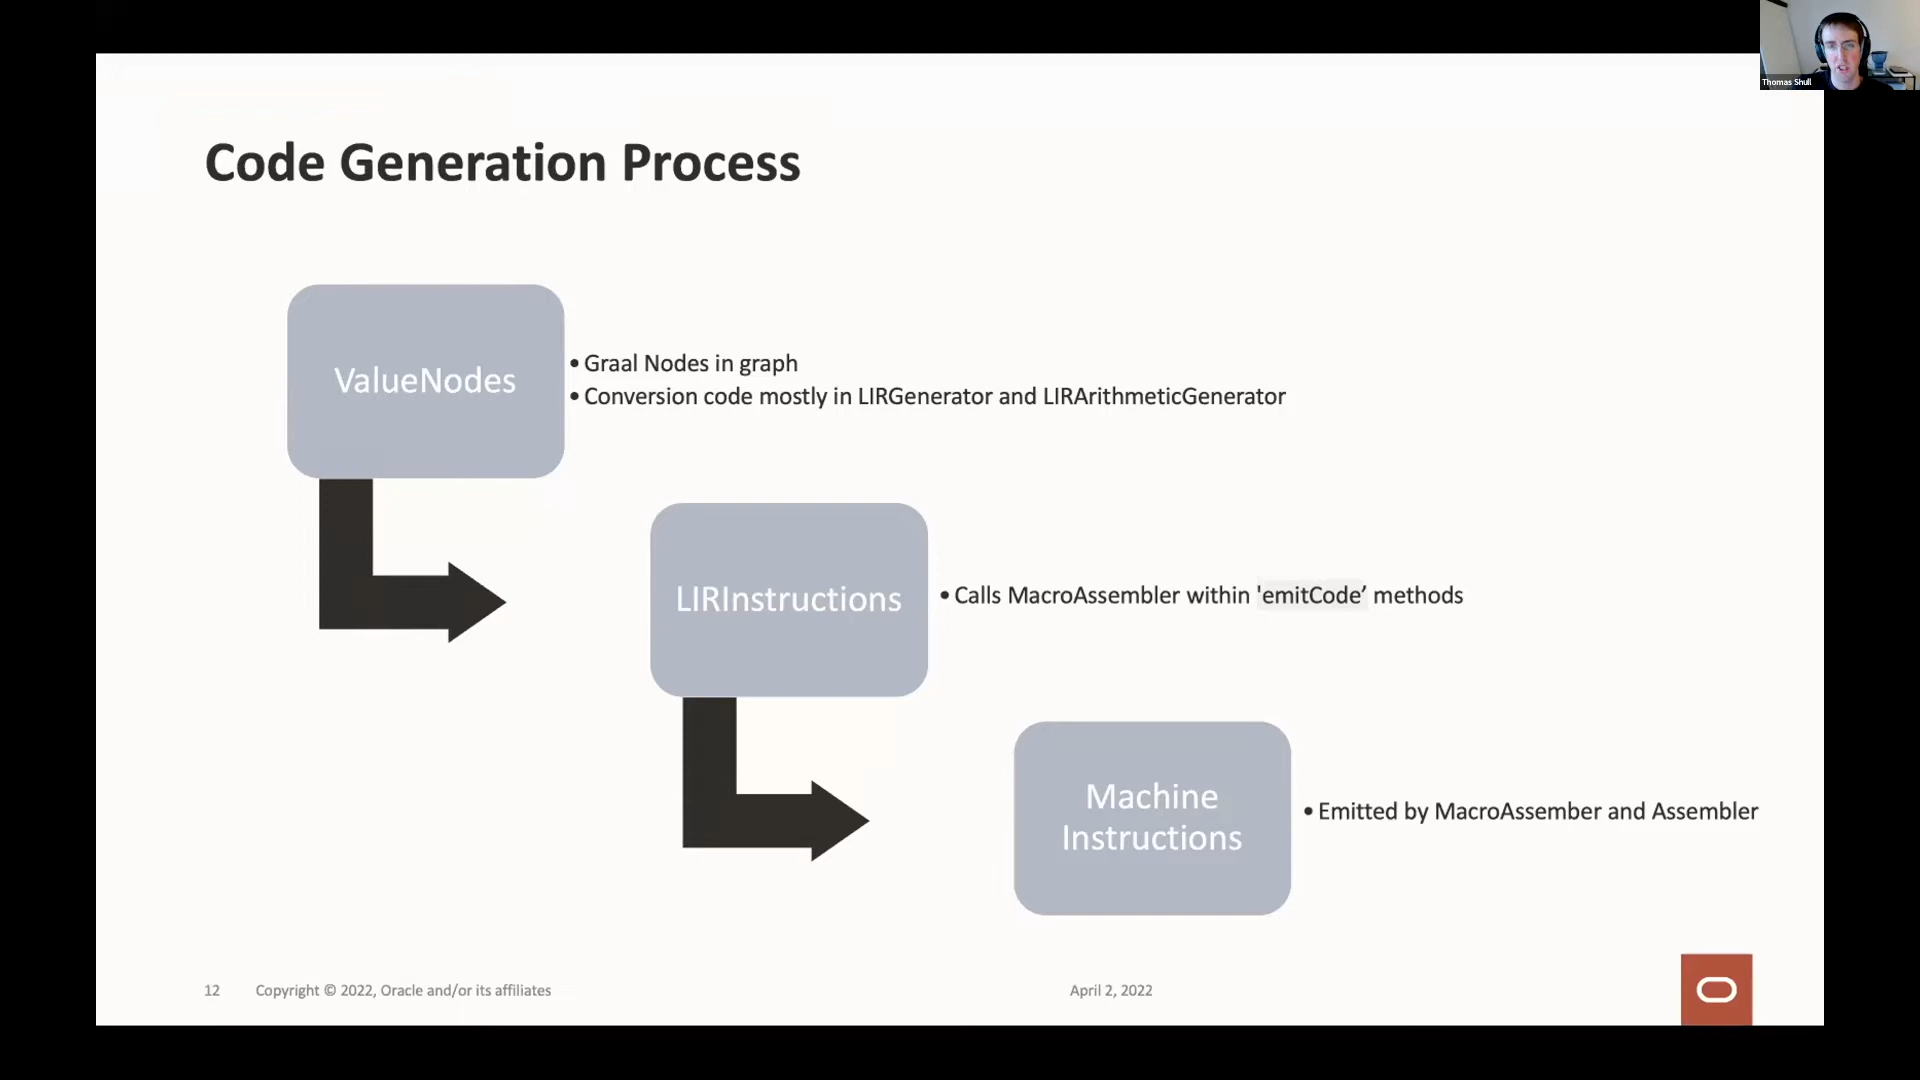 Thomas Shull
Code Generation Process
ValueNodes
• Graal Nodes in graph
• Conversion code mostly in LIRGenerator and LIRArithmeticGenerator
LIRInstructions
• Calls MacroAssembler within 'emitCode’ methods
Machine
Instructions
• Emitted by MacroAssember and Assembler
12 Copyright © 2022, Oracle and/or its affiliates April 2, 2022